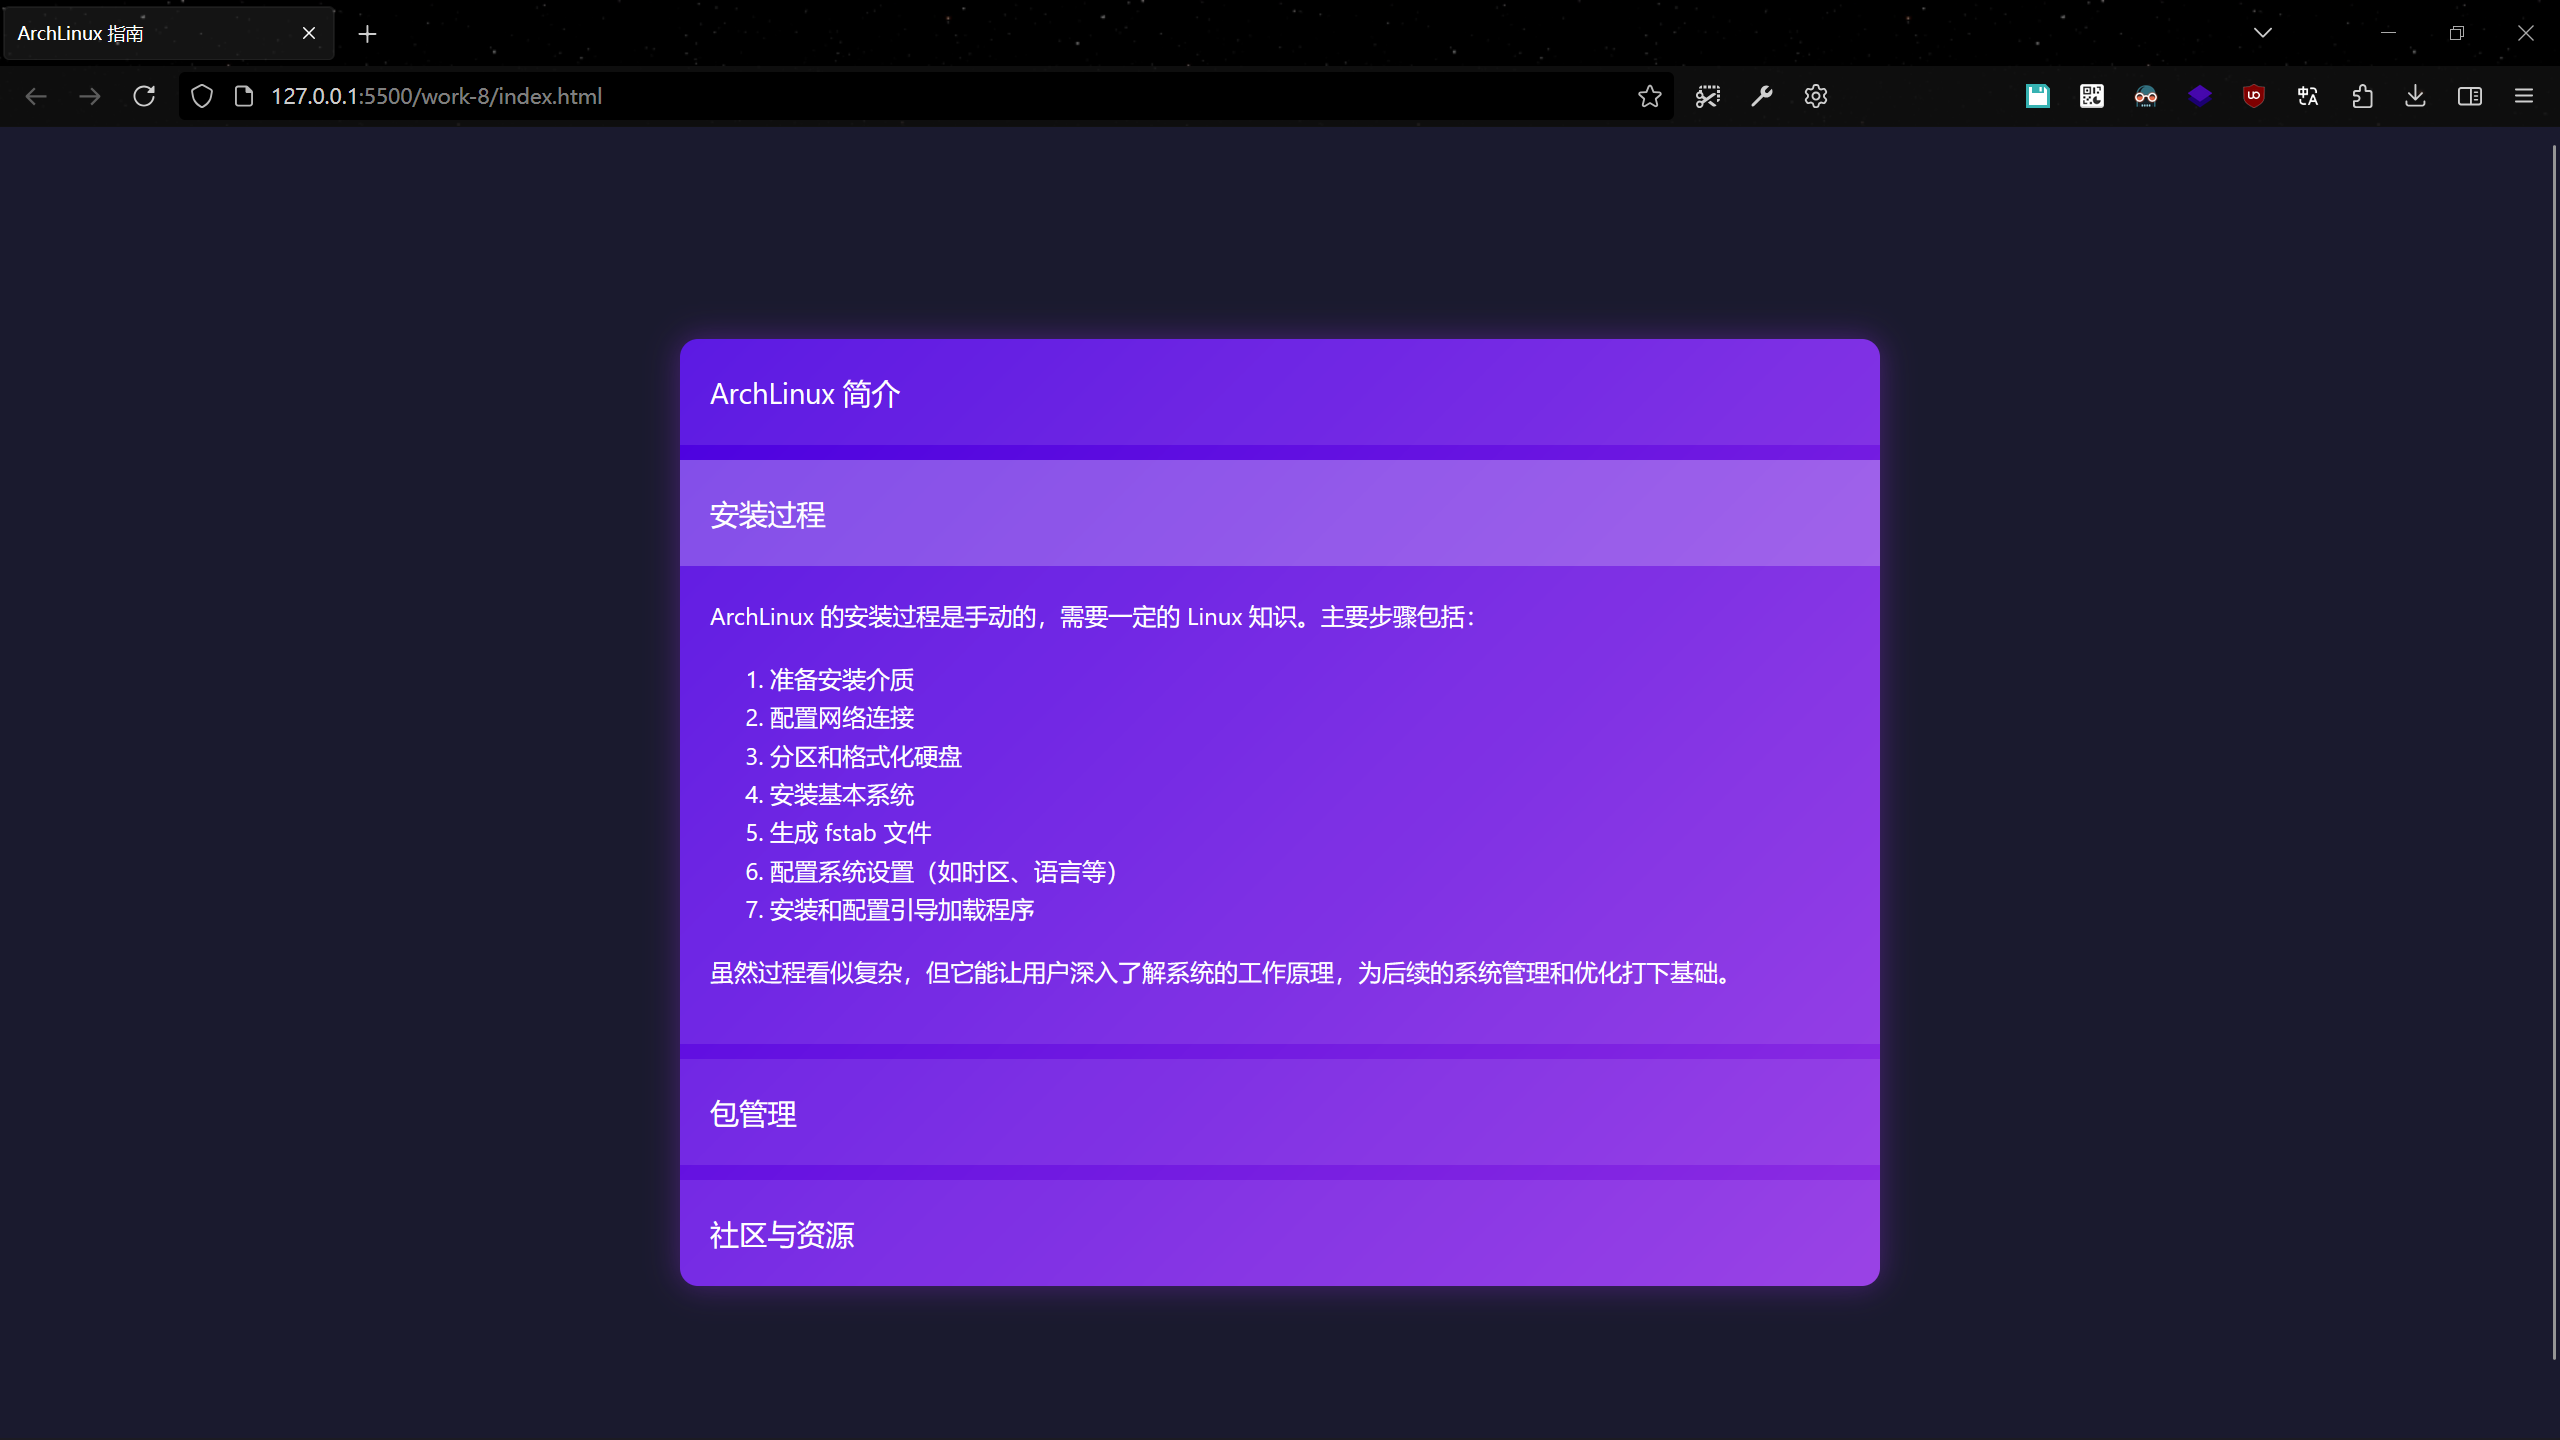 ArchLinux 指南
127.0.0.1:5500/work-8/index.html
ArchLinux 简介
安装过程
ArchLinux 的安装过程是手动的，需要一定的 Linux 知识。主要步骤包括：
1. 准备安装介质
2. 配置网络连接
3. 分区和格式化硬盘
4. 安装基本系统
5. 生成 fstab 文件
6. 配置系统设置（如时区、语言等）
7. 安装和配置引导加载程序
虽然过程看似复杂，但它能让用户深入了解系统的工作原理，为后续的系统管理和优化打下基础。
包管理
社区与资源